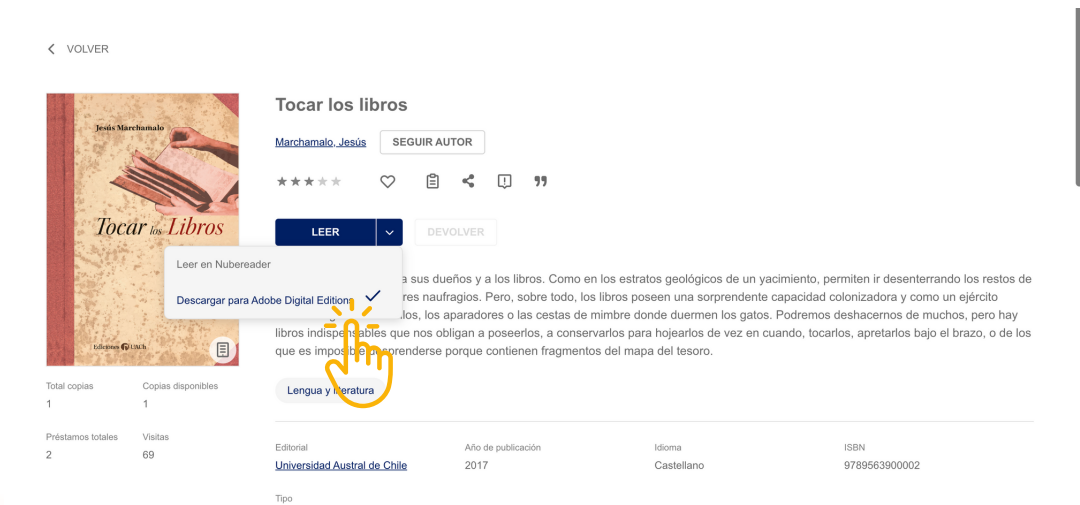 VOLVER
Jesús Marchamalo
Tocar los Libros
Ediciones UACh
Total copias
Copias disponibles
1
1
Préstamos totales
Visitas
2
69
Tocar los libros
Marchamalo, Jesús
SEGUIR AUTOR
LEER
DEVOLVER
Leer en Nubereader
Descargar para Adobe Digital Editions
a sus dueños y a los libros. Como en los estratos geológicos de un yacimiento, permiten ir desenterrando los restos de
res naufragios. Pero, sobre todo, los libros poseen una sorprendente capacidad colonizadora y como un ejército
los, los aparadores o las cestas de mimbre donde duermen los gatos. Podremos deshacernos de muchos, pero hay
libros indispensables que nos obligan a poseerlos, a conservarlos para hojearlos de vez en cuando, tocarlos, apretarlos bajo el brazo, o de los
que es imposible desprenderse porque contienen fragmentos del mapa del tesoro.
Lengua y literatura
Editorial
Año de publicación
Idioma
ISBN
Universidad Austral de Chile
2017
Castellano
9789563900002
Tipo